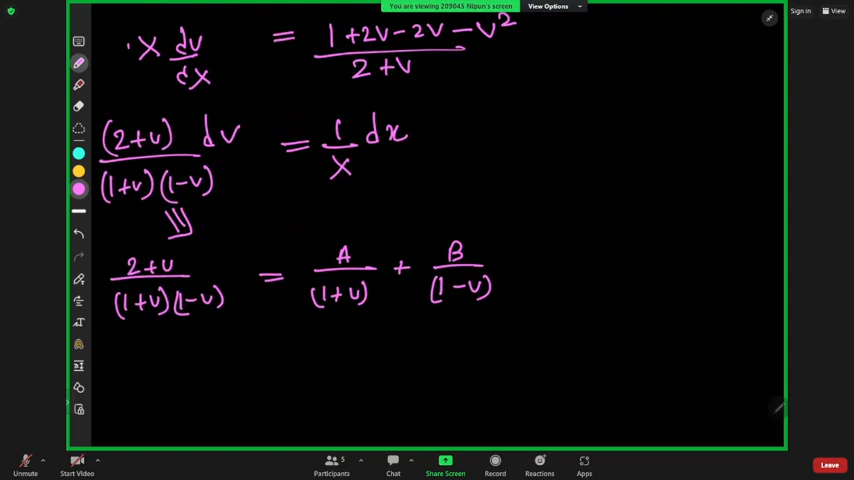 You are viewing 209045 Nipun's screen View Options
Sign in View
· X dv/dX = (1+2v-2v-v²)/(2+v)
(2+v)/((1+v)(1-v)) dv = 1/X dx
(2+v)/((1+v)(1-v)) = A/(1+v) + B/(1-v)
Unmute Start Video Participants 5 Chat Share Screen Record Reactions Apps Leave